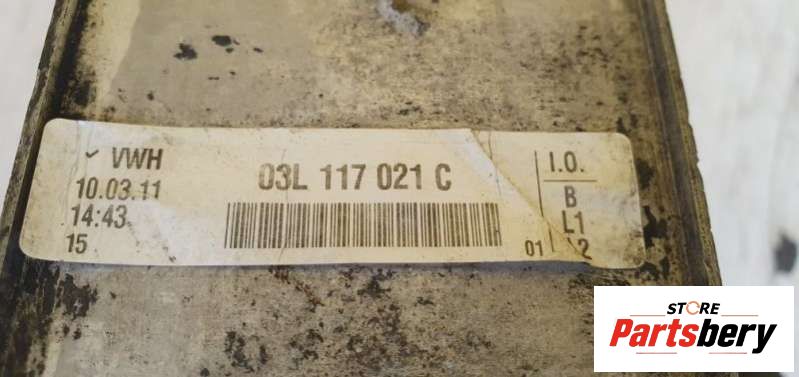 VWH
10.03.11
14:43
15
03L 117 021 C
01
I.O.
B
L1
STORE
Partsbery